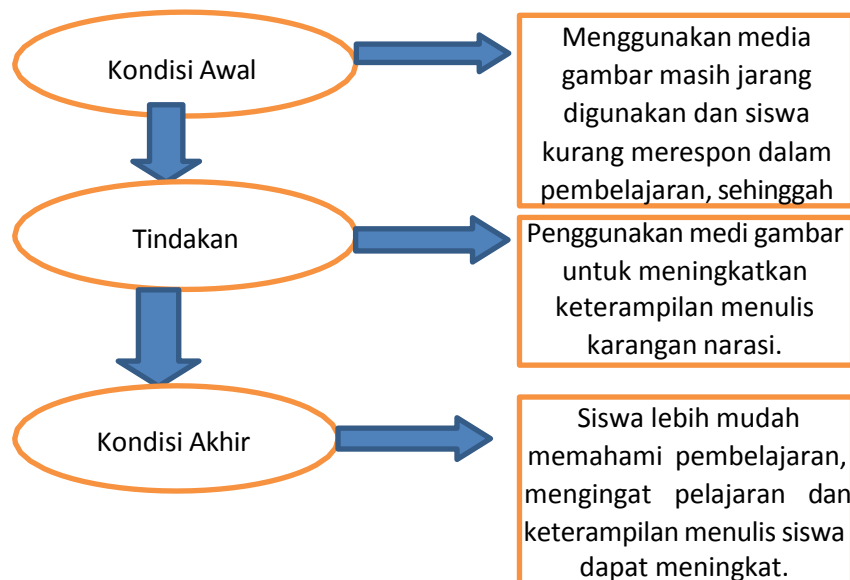 Kondisi Awal
Menggunakan media
gambar masih jarang
digunakan dan siswa
kurang merespon dalam
pembelajaran, sehinggah
Tindakan
Penggunakan medi gambar
untuk meningkatkan
keterampilan menulis
karangan narasi.
Kondisi Akhir
Siswa lebih mudah
memahami pembelajaran,
mengingat pelajaran dan
keterampilan menulis siswa
dapat meningkat.